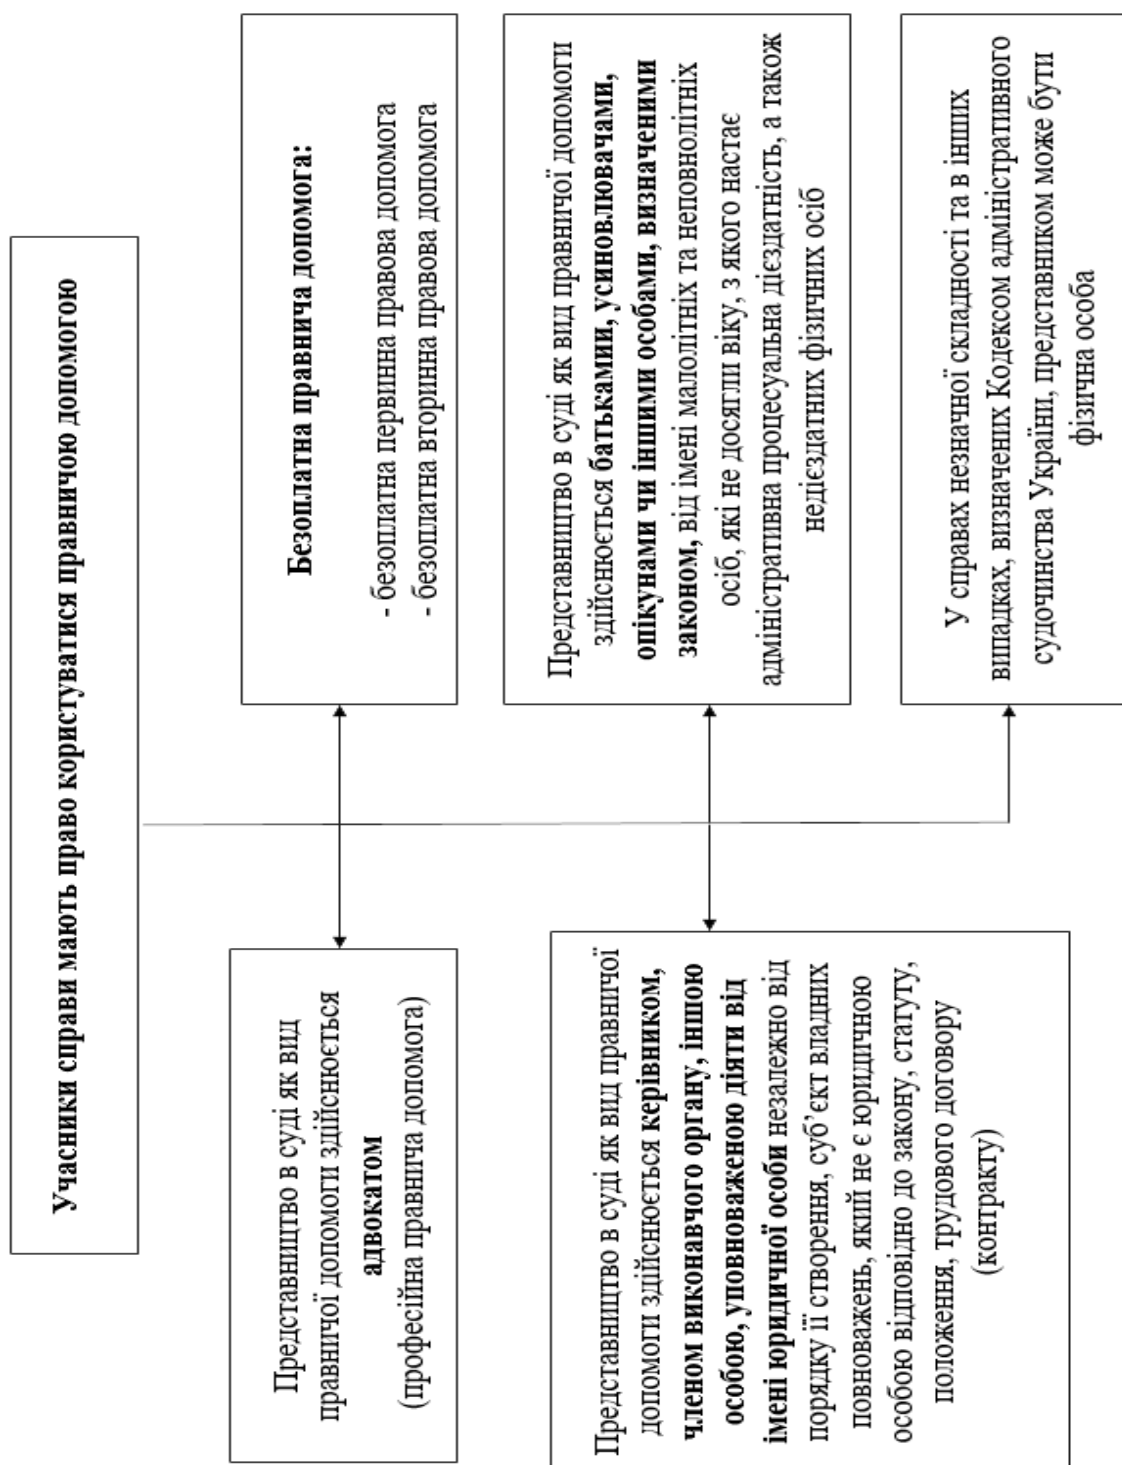 Учасники справи мають право користуватися правничою допомогою
Представництво в суді як вид
правничої допомоги здійснюється
адвокатом
(професійна правнича допомога)
Безоплатна правнича допомога:
- безоплатна первинна правова допомога
- безоплатна вторинна правова допомога
Представництво в суді як вид правничої
допомоги здійснюється керівником,
членом виконавчого органу, іншою
особою, уповноваженою діяти від
імені юридичної особи незалежно від
порядку її створення, суб’єкт владних
повноважень, який не є юридичною
особою відповідно до закону, статуту,
положення, трудового договору
(контракту)
Представництво в суді як вид правничої допомоги
здійснюється батькамии, усиновлювачами,
опікунами чи іншими особами, визначеними
законом, від імені малолітніх та неповнолітніх
осіб, які не досягли віку, з якого настає
адміністративна процесуальна дієздатність, а також
недієздатних фізичних осіб
У справах незначної складності та в інших
випадках, визначених Кодексом адміністративного
судочинства України, представником може бути
фізична особа